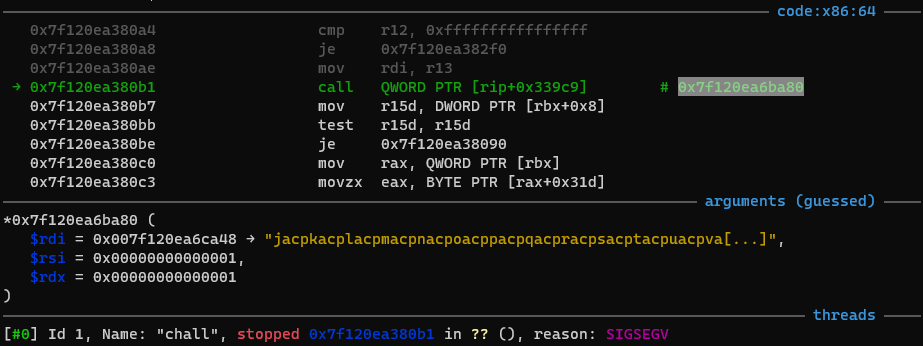 code:x86:64
0x7f120ea380a4 cmp r12, 0xffffffffffffffff
0x7f120ea380a8 je 0x7f120ea382f0
0x7f120ea380ae mov rdi, r13
→ 0x7f120ea380b1 call QWORD PTR [rip+0x339c9] # 0x7f120ea6ba80
0x7f120ea380b7 mov r15d, DWORD PTR [rbx+0x8]
0x7f120ea380bb test r15d, r15d
0x7f120ea380be je 0x7f120ea38090
0x7f120ea380c0 mov rax, QWORD PTR [rbx]
0x7f120ea380c3 movzx eax, BYTE PTR [rax+0x31d]
arguments (guessed)
*0x7f120ea6ba80 (
$rdi = 0x007f120ea6ca48 → "jacpkacplacpmacpnacpoacppacpqacpracpsacptacpuacpva[...]",
$rsi = 0x00000000000001,
$rdx = 0x00000000000001
)
threads
[#0] Id 1, Name: "chall", stopped 0x7f120ea380b1 in ?? (), reason: SIGSEGV